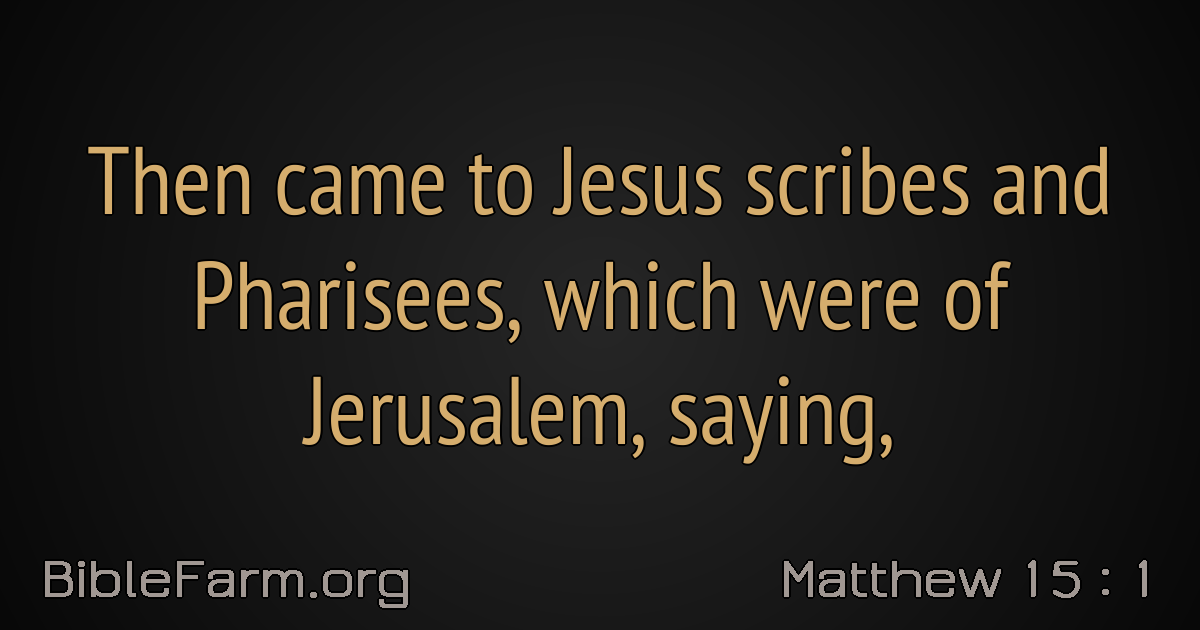 Then came to Jesus scribes and
Pharisees, which were of
Jerusalem, saying,
BibleFarm.org
Matthew 15 : 1